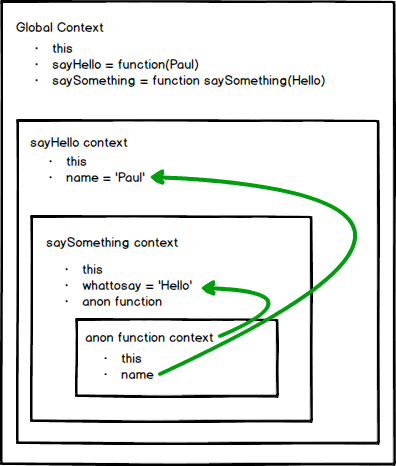 Global Context
· this
· sayHello = function(Paul)
· saySomething = function saySomething(Hello)
sayHello context
· this
· name = 'Paul'
saySomething context
· this
· whattosay = 'Hello'
· anon function
anon function context
· this
· name